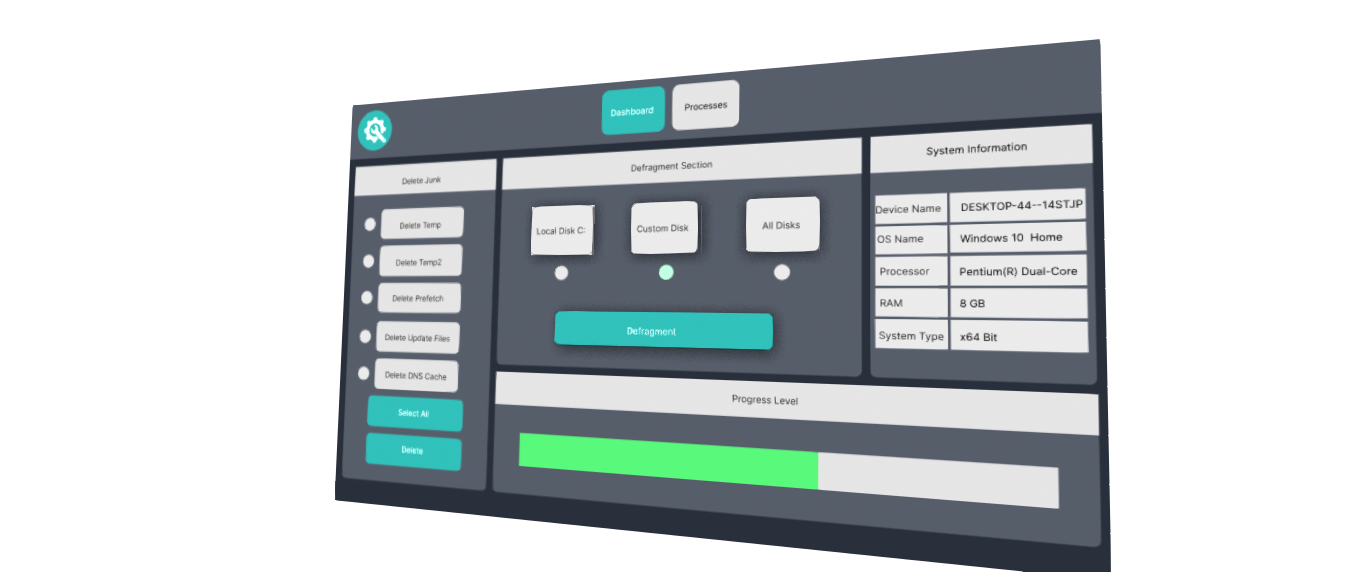 Dashboard
Processes
Delete Junk
Delete Temp
Delete Temp2
Delete Prefetch
Delete Update Files
Delete DNS Cache
Select All
Delete
Defragment Section
Local Disk C:
Custom Disk
All Disks
Defragment
System Information
Device Name DESKTOP-44--14STJP
OS Name Windows 10 Home
Processor Pentium(R) Dual-Core
RAM 8 GB
System Type x64 Bit
Progress Level